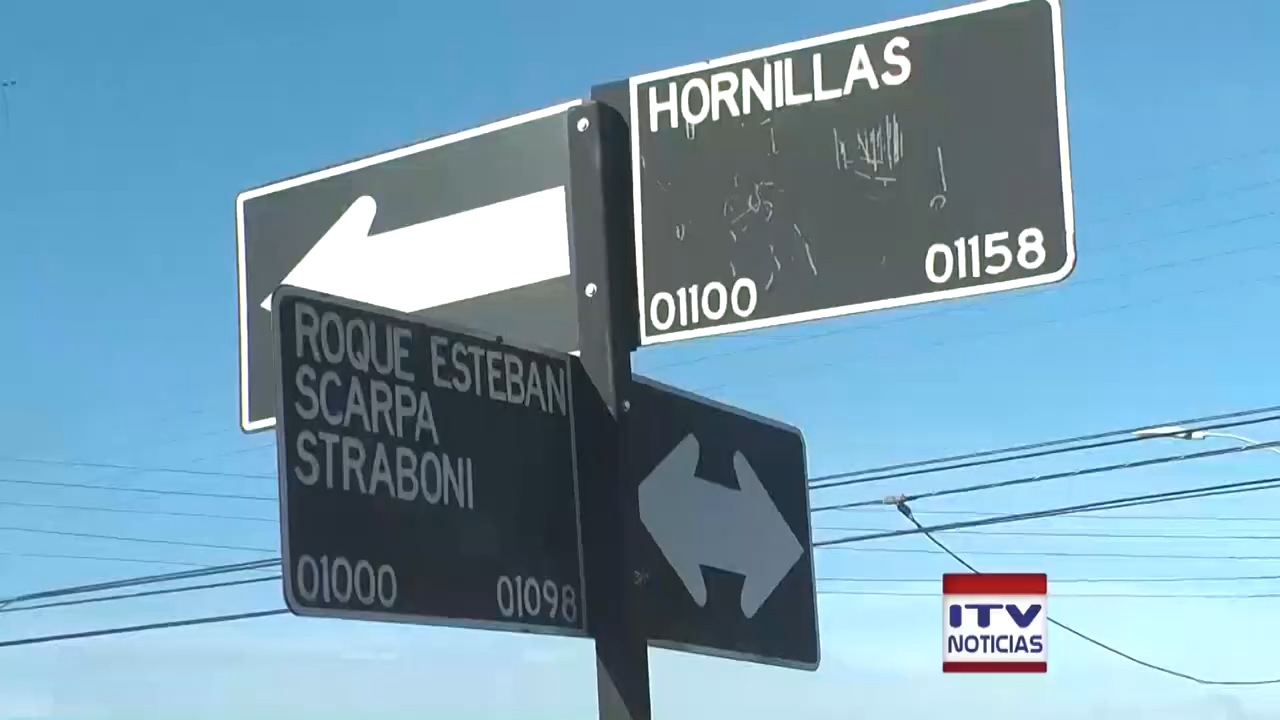 HORNILLAS
01100 01158
ROQUE ESTEBAN
SCARPA
STRABONI
01000 01098
ITV
NOTICIAS